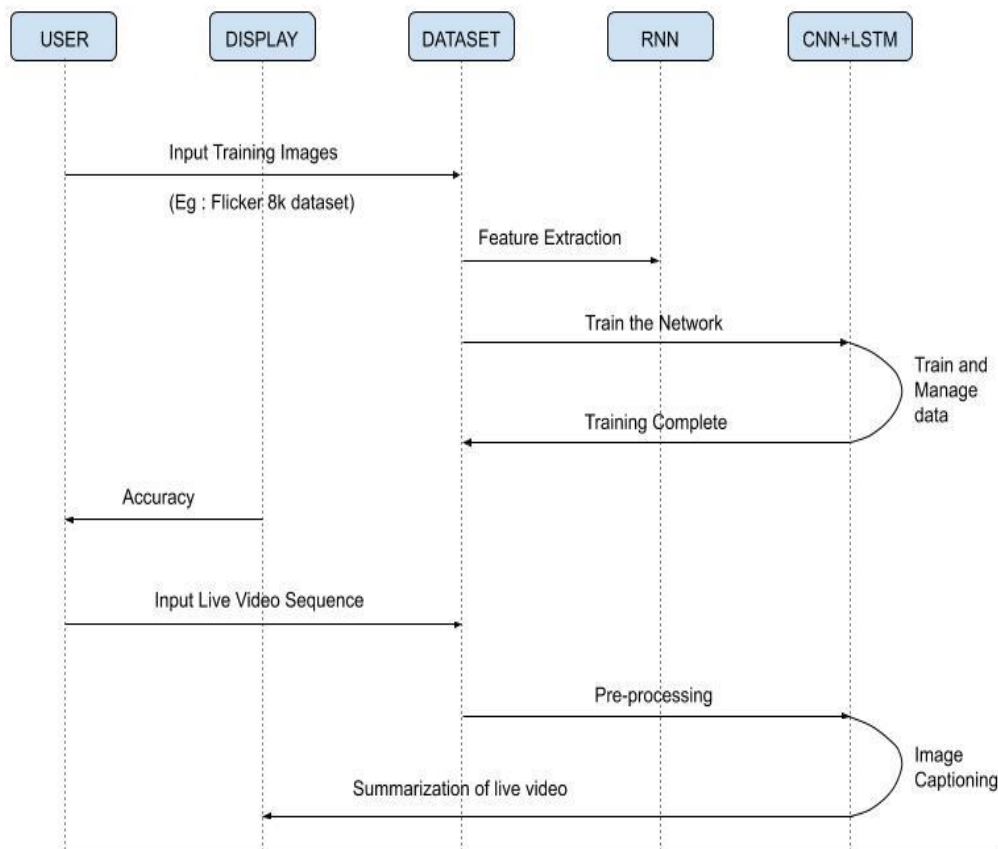 USER
DISPLAY
DATASET
RNN
CNN+LSTM
Input Training Images
(Eg : Flicker 8k dataset)
Feature Extraction
Train the Network
Train and
Manage
data
Training Complete
Accuracy
Input Live Video Sequence
Pre-processing
Image
Captioning
Summarization of live video